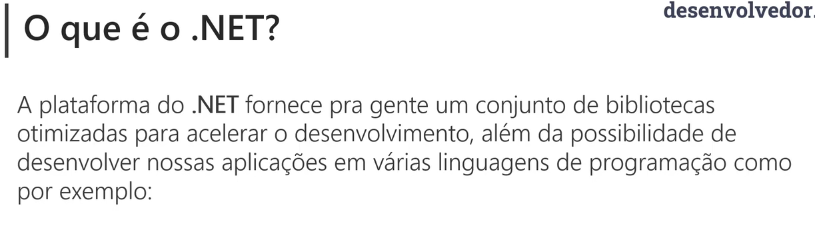 desenvolvedor.
O que é o .NET?
A plataforma do .NET fornece pra gente um conjunto de bibliotecas
otimizadas para acelerar o desenvolvimento, além da possibilidade de
desenvolver nossas aplicações em várias linguagens de programação como
por exemplo: